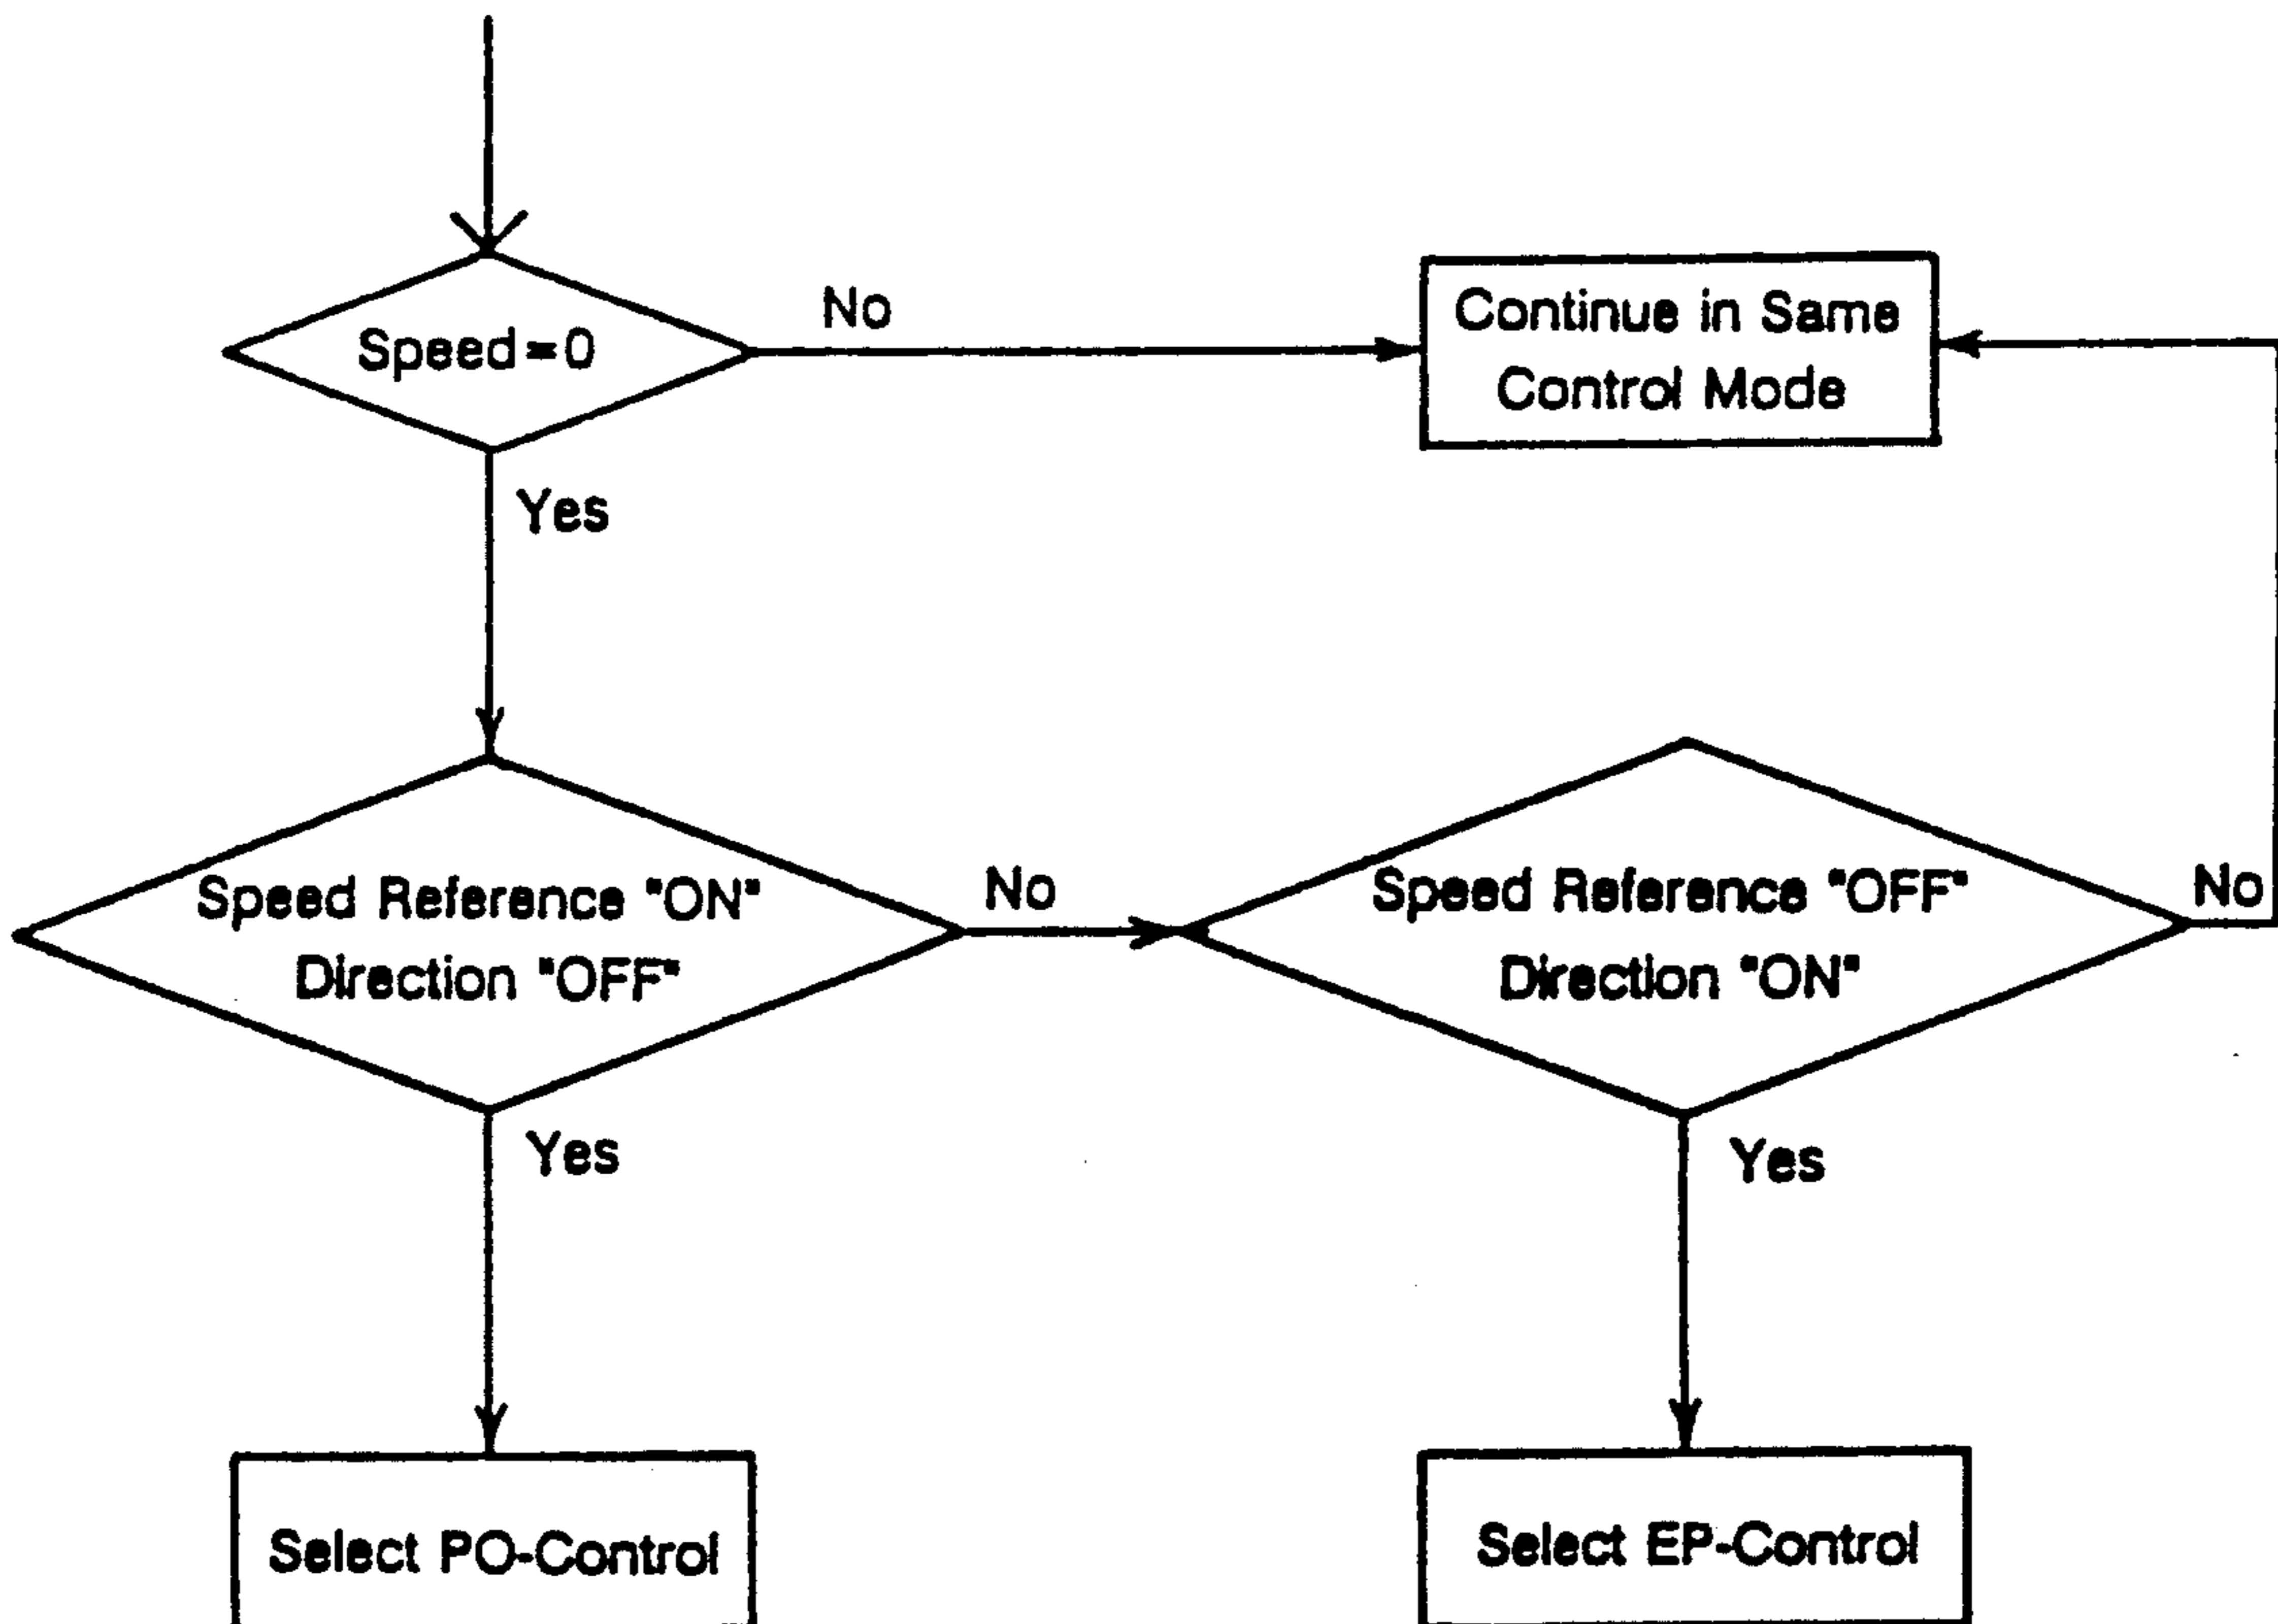 Speed=0
No
Continue in Same
Control Mode
Yes
Speed Reference "ON"
Direction "OFF"
No
Speed Reference "OFF"
Direction "ON"
No
Yes
Yes
Select PO-Control
Select EP-Control